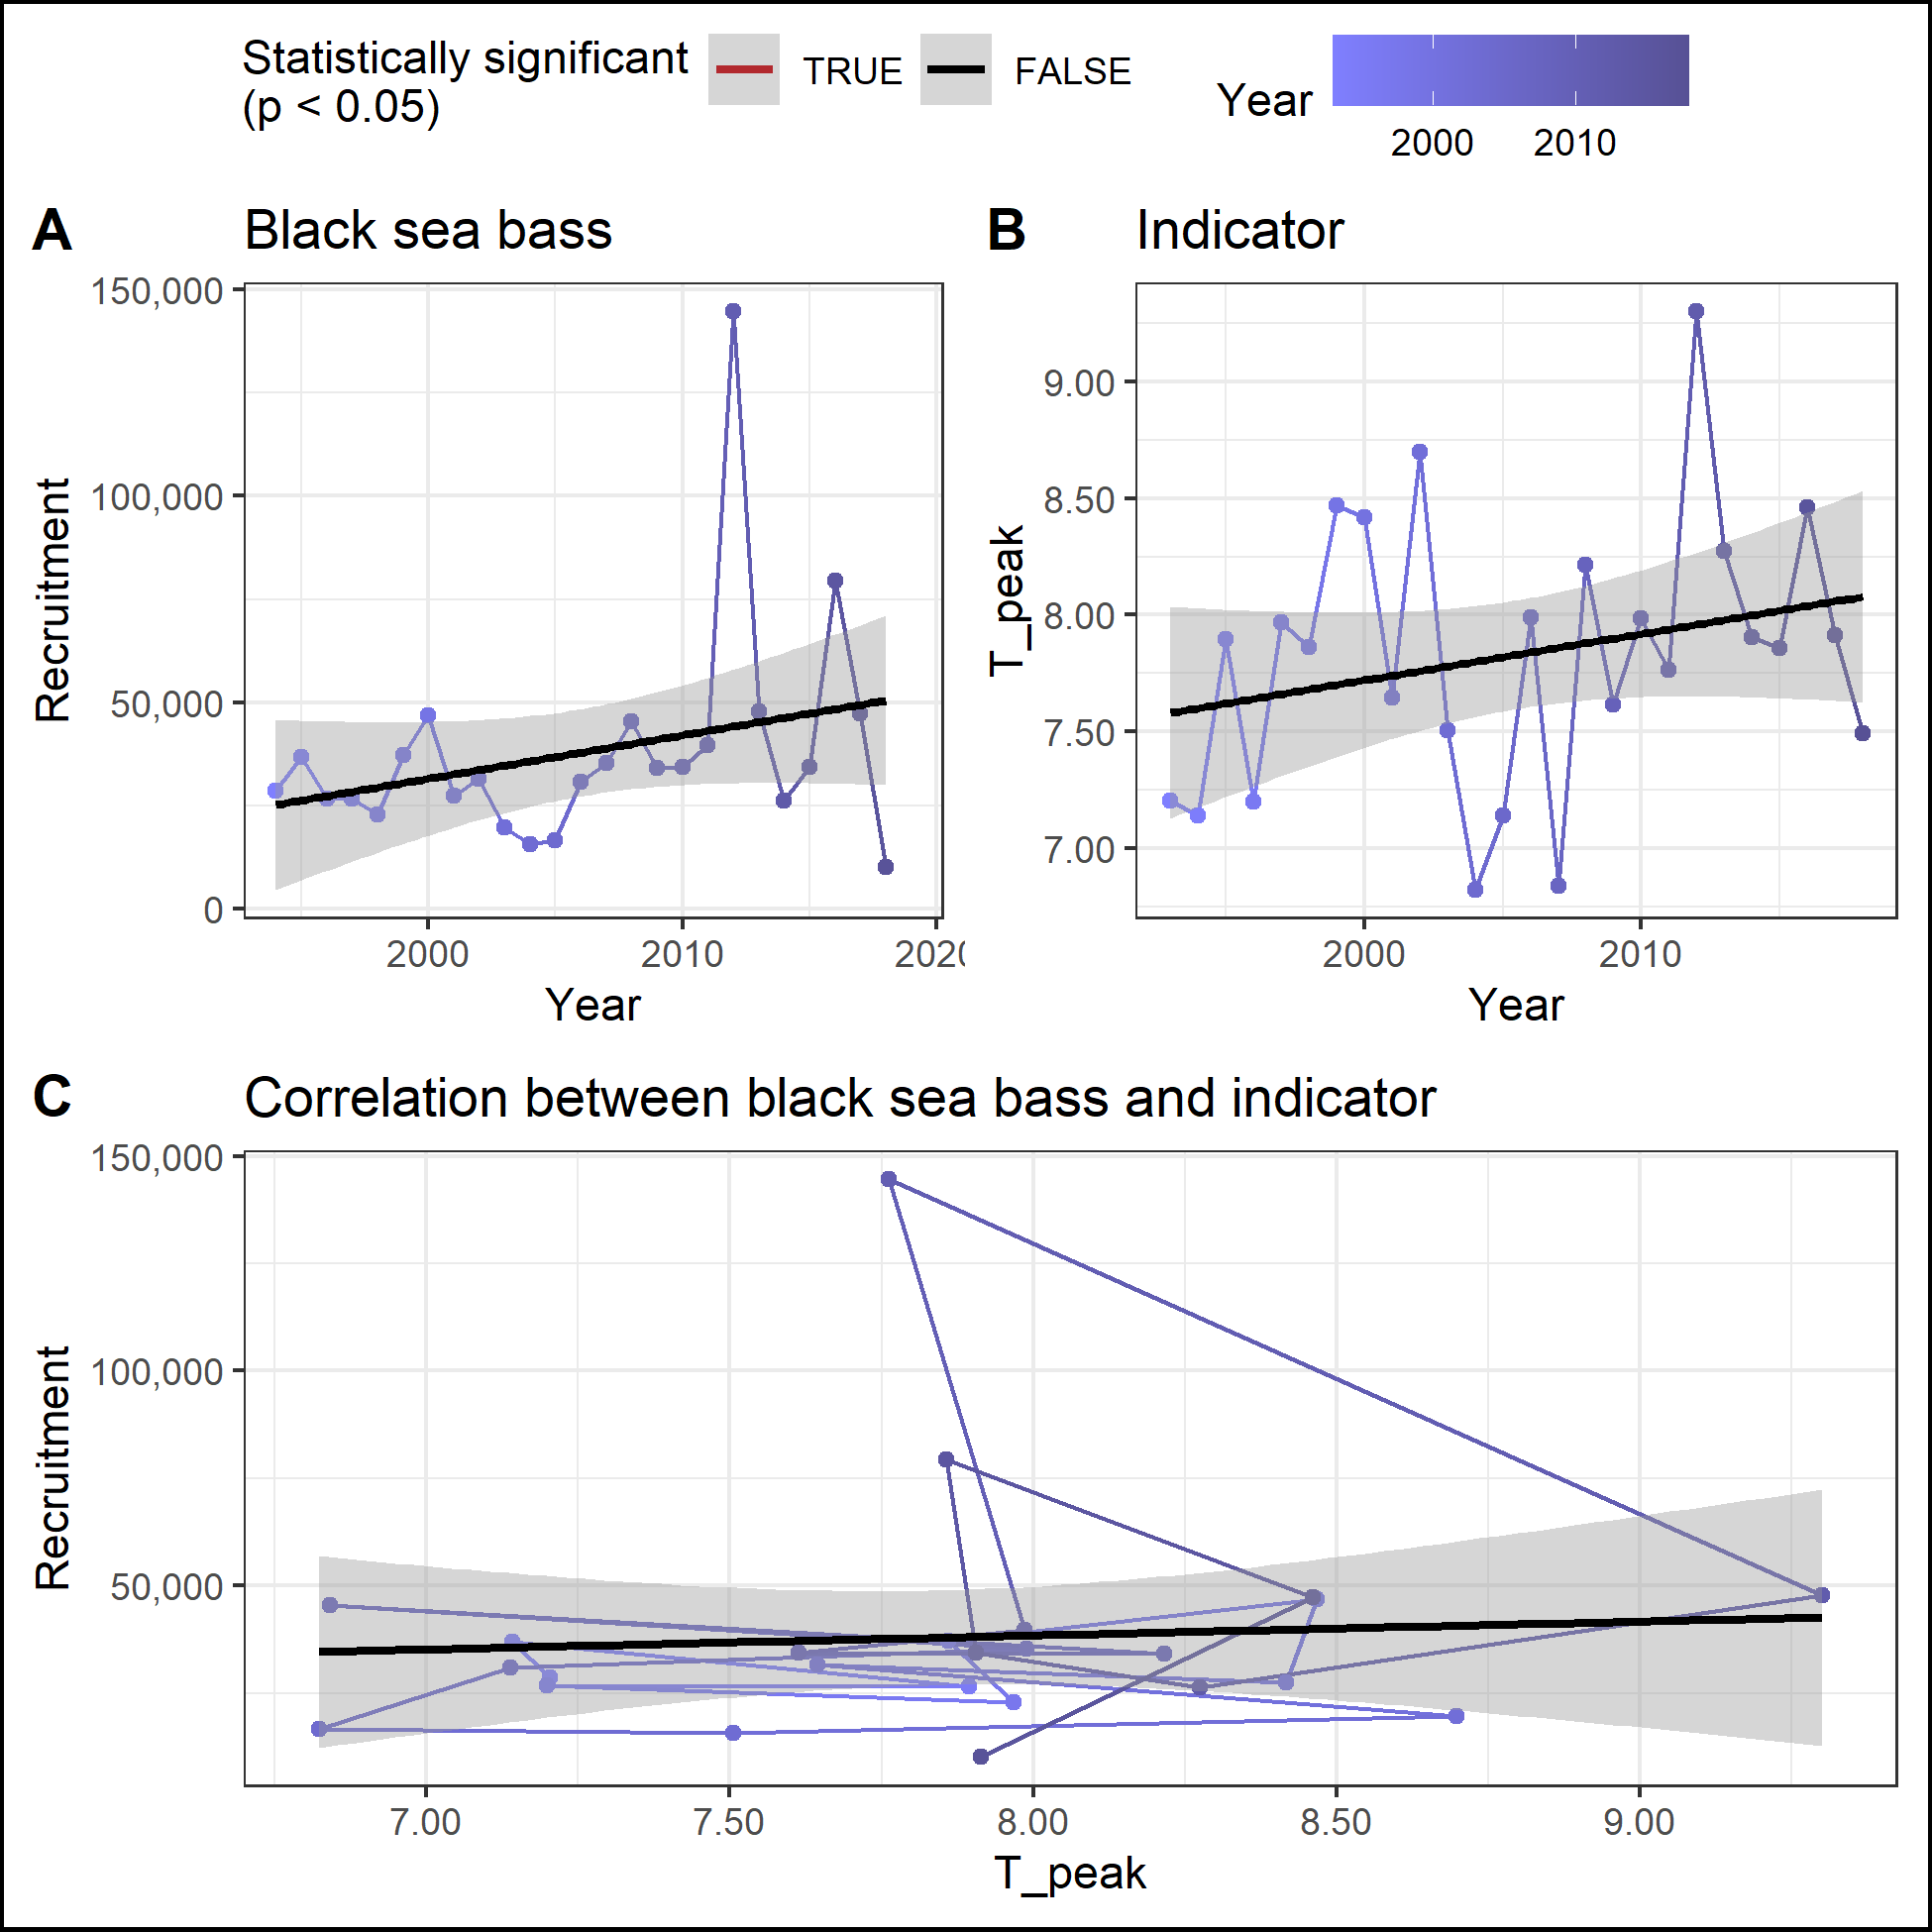 Statistically significant
(p < 0.05)
TRUE
FALSE
Year
2000
2010
A
Black sea bass
150,000
100,000
50,000
0
Recruitment
2000
2010
202
Year
B
Indicator
9.00
8.50
8.00
7.50
7.00
T_peak
2000
2010
Year
C
Correlation between black sea bass and indicator
150,000
100,000
50,000
Recruitment
7.00
7.50
8.00
8.50
9.00
T_peak